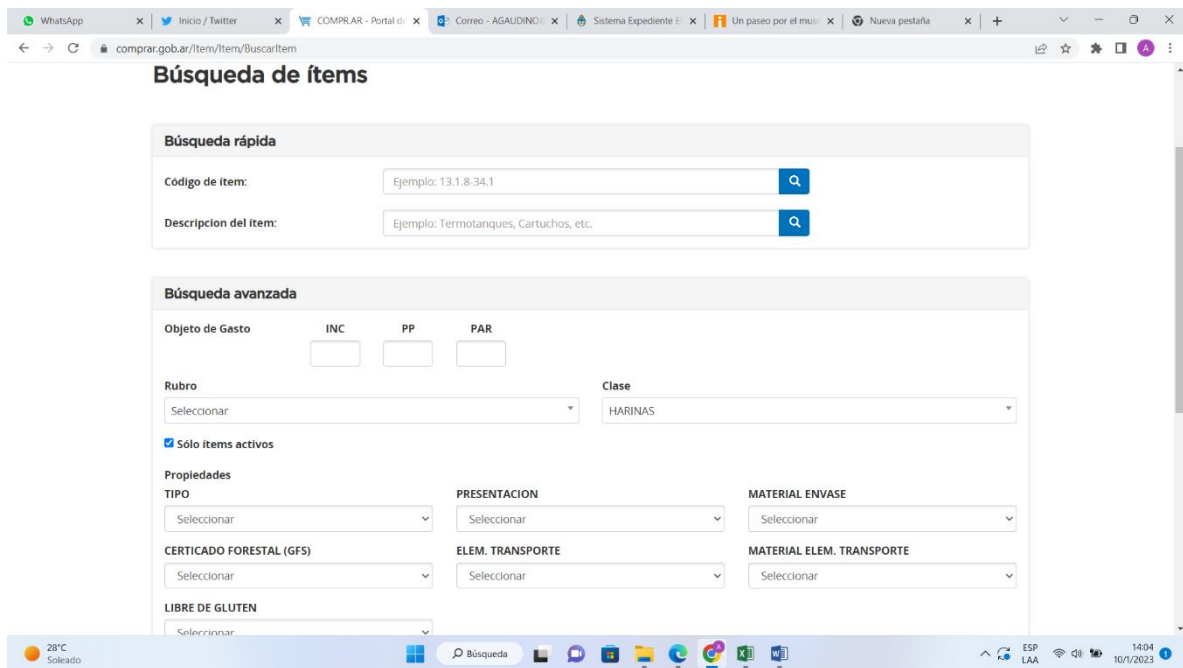 WhatsApp
Inicio / Twitter
COMPR.AR - Portal d
Correo - AGAUDINO
Sistema Expediente E
Un paseo por el mus
Nueva pestaña
comprar.gob.ar/Item/Item/BuscarItem
A
Búsqueda de ítems
Búsqueda rápida
Código de ítem: Ejemplo: 13.1.8-34.1
Descripcion del ítem: Ejemplo: Termotanques, Cartuchos, etc.
Búsqueda avanzada
Objeto de Gasto INC PP PAR
Rubro Clase
Seleccionar HARINAS
Sólo ítems activos
Propiedades
TIPO PRESENTACION MATERIAL ENVASE
Seleccionar Seleccionar Seleccionar
CERTICADO FORESTAL (GFS) ELEM. TRANSPORTE MATERIAL ELEM. TRANSPORTE
Seleccionar Seleccionar Seleccionar
LIBRE DE GLUTEN
Seleccionar
28°C
Soleado
Búsqueda
ESP
LAA
14:04
10/1/2023
1